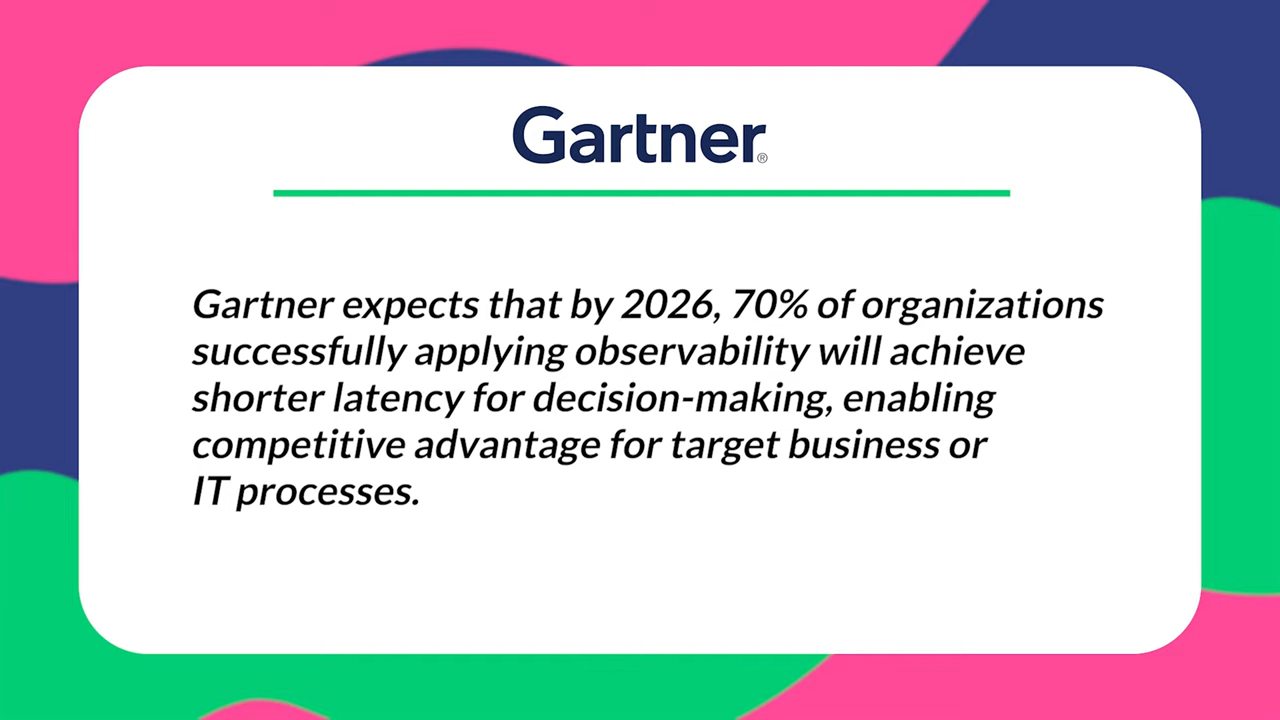 Gartner®
Gartner expects that by 2026, 70% of organizations
successfully applying observability will achieve
shorter latency for decision-making, enabling
competitive advantage for target business or
IT processes.